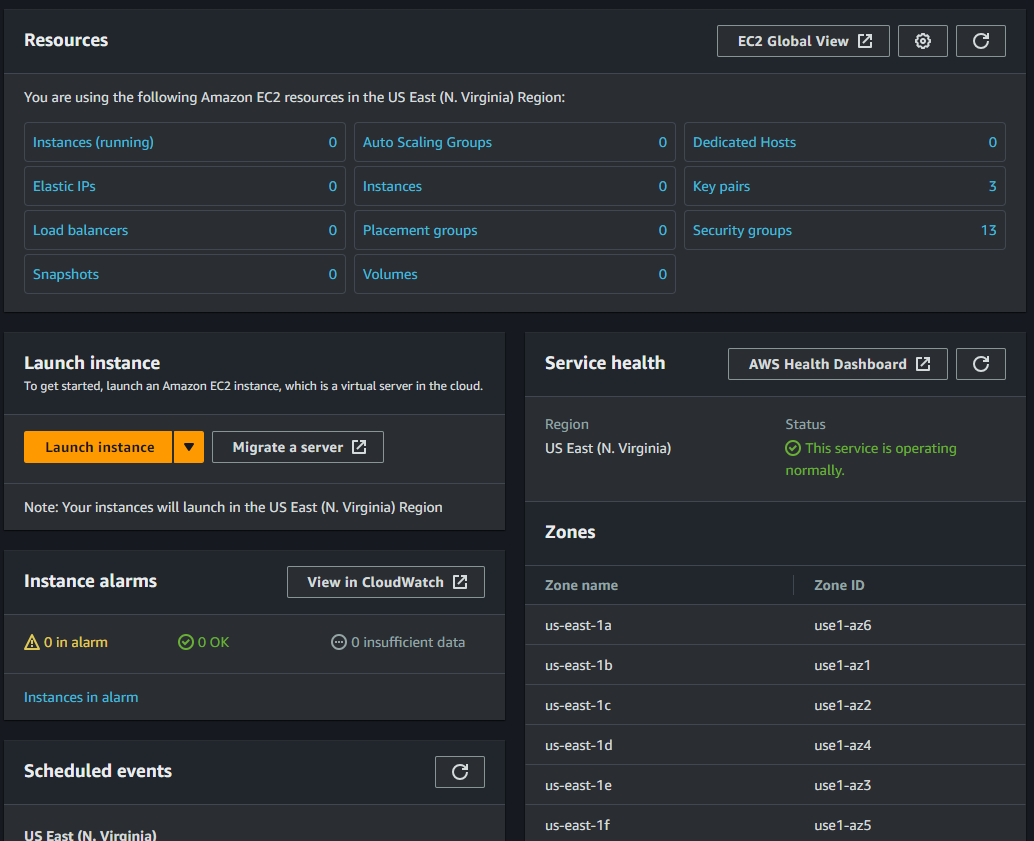 Resources
EC2 Global View
You are using the following Amazon EC2 resources in the US East (N. Virginia) Region:
Instances (running) 0
Auto Scaling Groups 0
Dedicated Hosts 0
Elastic IPs 0
Instances 0
Key pairs 3
Load balancers 0
Placement groups 0
Security groups 13
Snapshots 0
Volumes 0
Launch instance
To get started, launch an Amazon EC2 instance, which is a virtual server in the cloud.
Launch instance
Migrate a server
Note: Your instances will launch in the US East (N. Virginia) Region
Instance alarms
View in CloudWatch
0 in alarm
0 OK
0 insufficient data
Instances in alarm
Scheduled events
US East (N. Virginia)
Service health
AWS Health Dashboard
Region
US East (N. Virginia)
Status
This service is operating
normally.
Zones
Zone name Zone ID
us-east-1a use1-az6
us-east-1b use1-az1
us-east-1c use1-az2
us-east-1d use1-az4
us-east-1e use1-az3
us-east-1f use1-az5